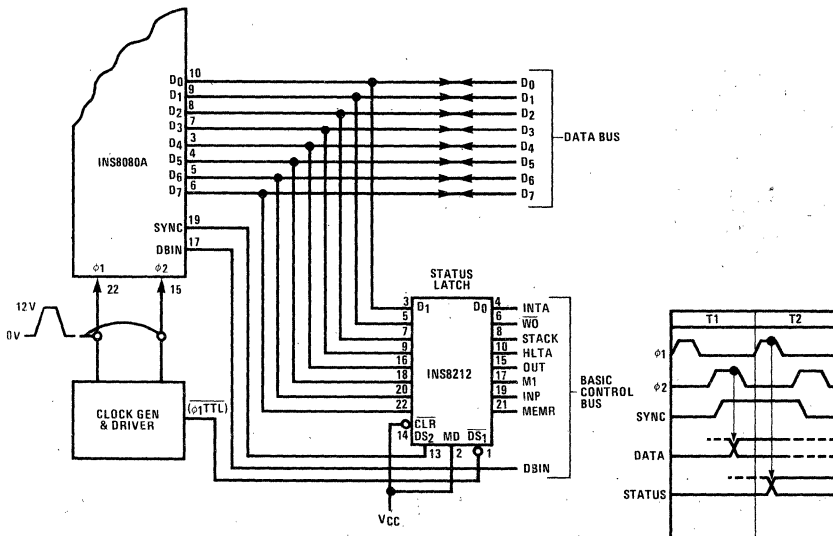 D0 10 D0
D1 9 D1
D2 8 D2
D3 7 D3
D4 3 D4
D5 4 D5
D6 5 D6
D7 6 D7
DATA BUS
INS8080A
SYNC 19
DBIN 17
φ1 φ2
22 15
12V
0V
CLOCK GEN
& DRIVER
(φ1TTL)
STATUS
LATCH
3 D1 D0 4 INTA
5 6 WO
7 8 STACK
9 10 HLTA
16 15 OUT
18 17 M1
20 19 INP
22 21 MEMR
INS8212
CLR
14 DS2 MD DS1
13 2 1
BASIC
CONTROL
BUS
DBIN
VCC
T1 T2
φ1
φ2
SYNC
DATA
STATUS